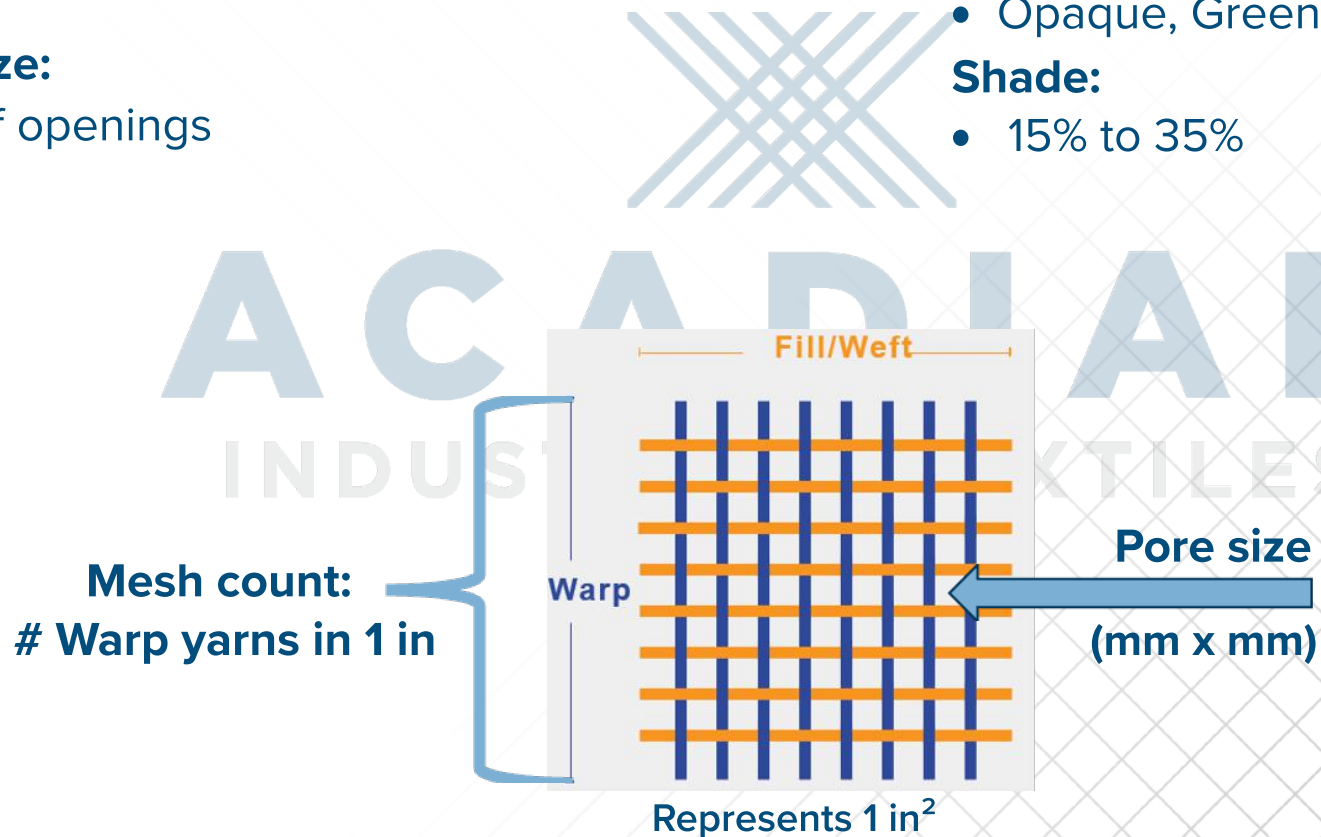 • Opaque, Green
ze:
Shade:
f openings
• 15% to 35%
ACADIA
Fill/Weft
INDUST XTILES
Pore size
Mesh count:
Warp
# Warp yarns in 1 in
(mm x mm)
Represents 1 in²